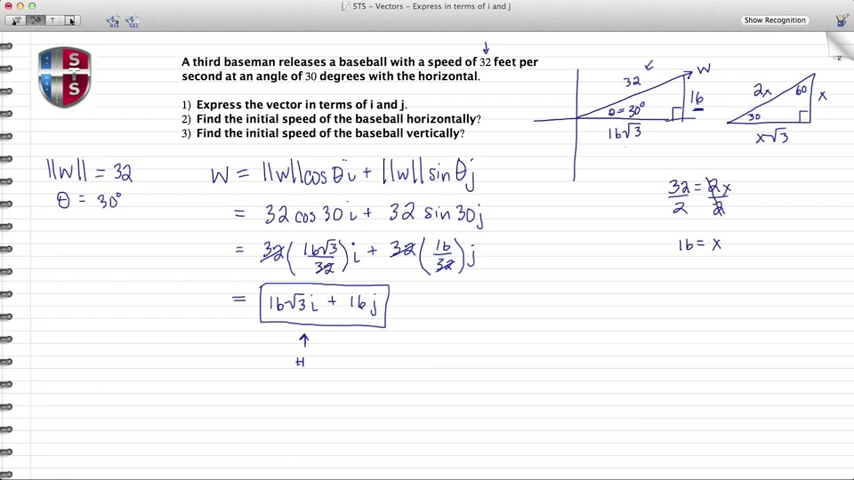 STS - Vectors - Express in terms of i and j
T
Show Recognition
2
STS
A third baseman releases a baseball with a speed of 32 feet per
second at an angle of 30 degrees with the horizontal.
1) Express the vector in terms of i and j.
2) Find the initial speed of the baseball horizontally?
3) Find the initial speed of the baseball vertically?
32
W
θ = 30°
16
16√3
2x
60
x
30
x√3
||W|| = 32
θ = 30°
W = ||W||cosθi + ||W||sinθj
= 32 cos 30 i + 32 sin 30 j
= 32(16√3/32)i + 32(16/32)j
= 16√3 i + 16 j
↑
H
32/2 = 2x/2
16 = x